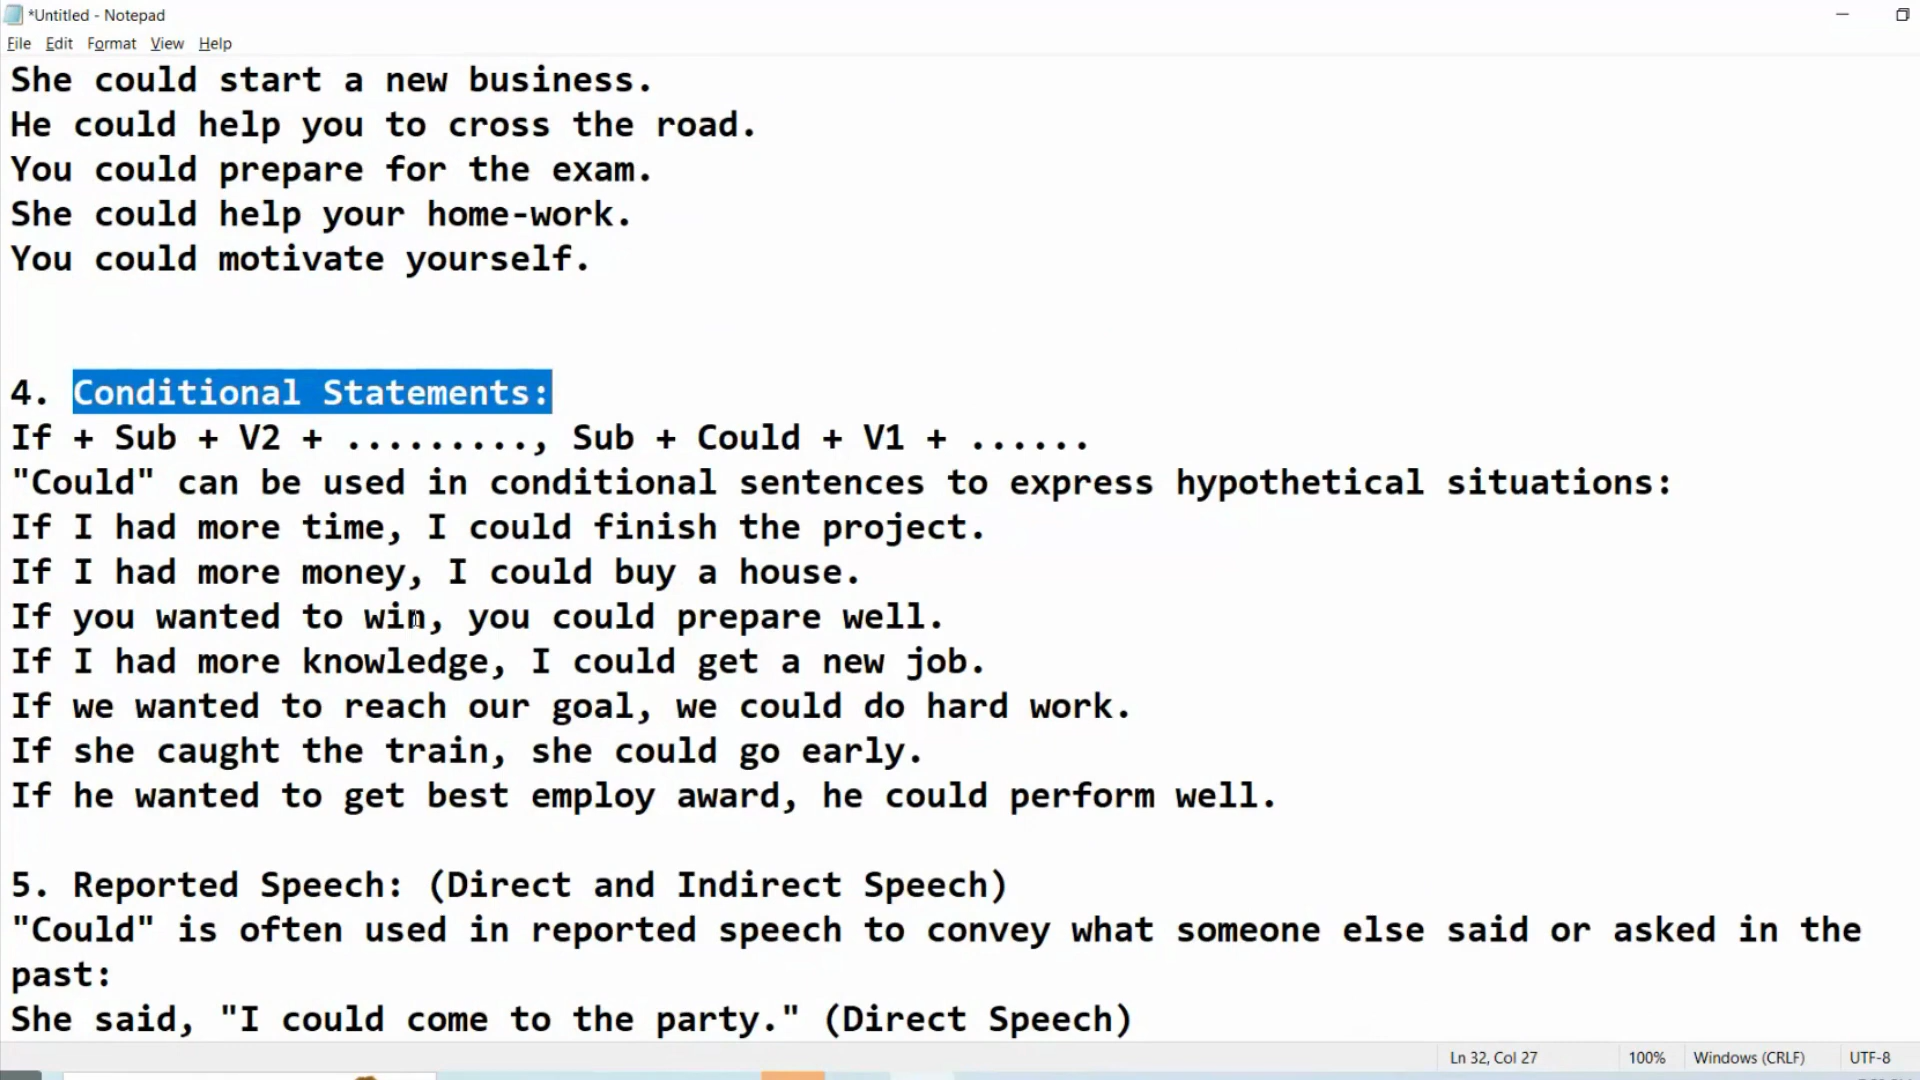 *Untitled - Notepad
File Edit Format View Help
She could start a new business.
He could help you to cross the road.
You could prepare for the exam.
She could help your home-work.
You could motivate yourself.
4. Conditional Statements:
If + Sub + V2 + ........., Sub + Could + V1 + ......
"Could" can be used in conditional sentences to express hypothetical situations:
If I had more time, I could finish the project.
If I had more money, I could buy a house.
If you wanted to win, you could prepare well.
If I had more knowledge, I could get a new job.
If we wanted to reach our goal, we could do hard work.
If she caught the train, she could go early.
If he wanted to get best employ award, he could perform well.
5. Reported Speech: (Direct and Indirect Speech)
"Could" is often used in reported speech to convey what someone else said or asked in the
past:
She said, "I could come to the party." (Direct Speech)
Ln 32, Col 27 100% Windows (CRLF) UTF-8